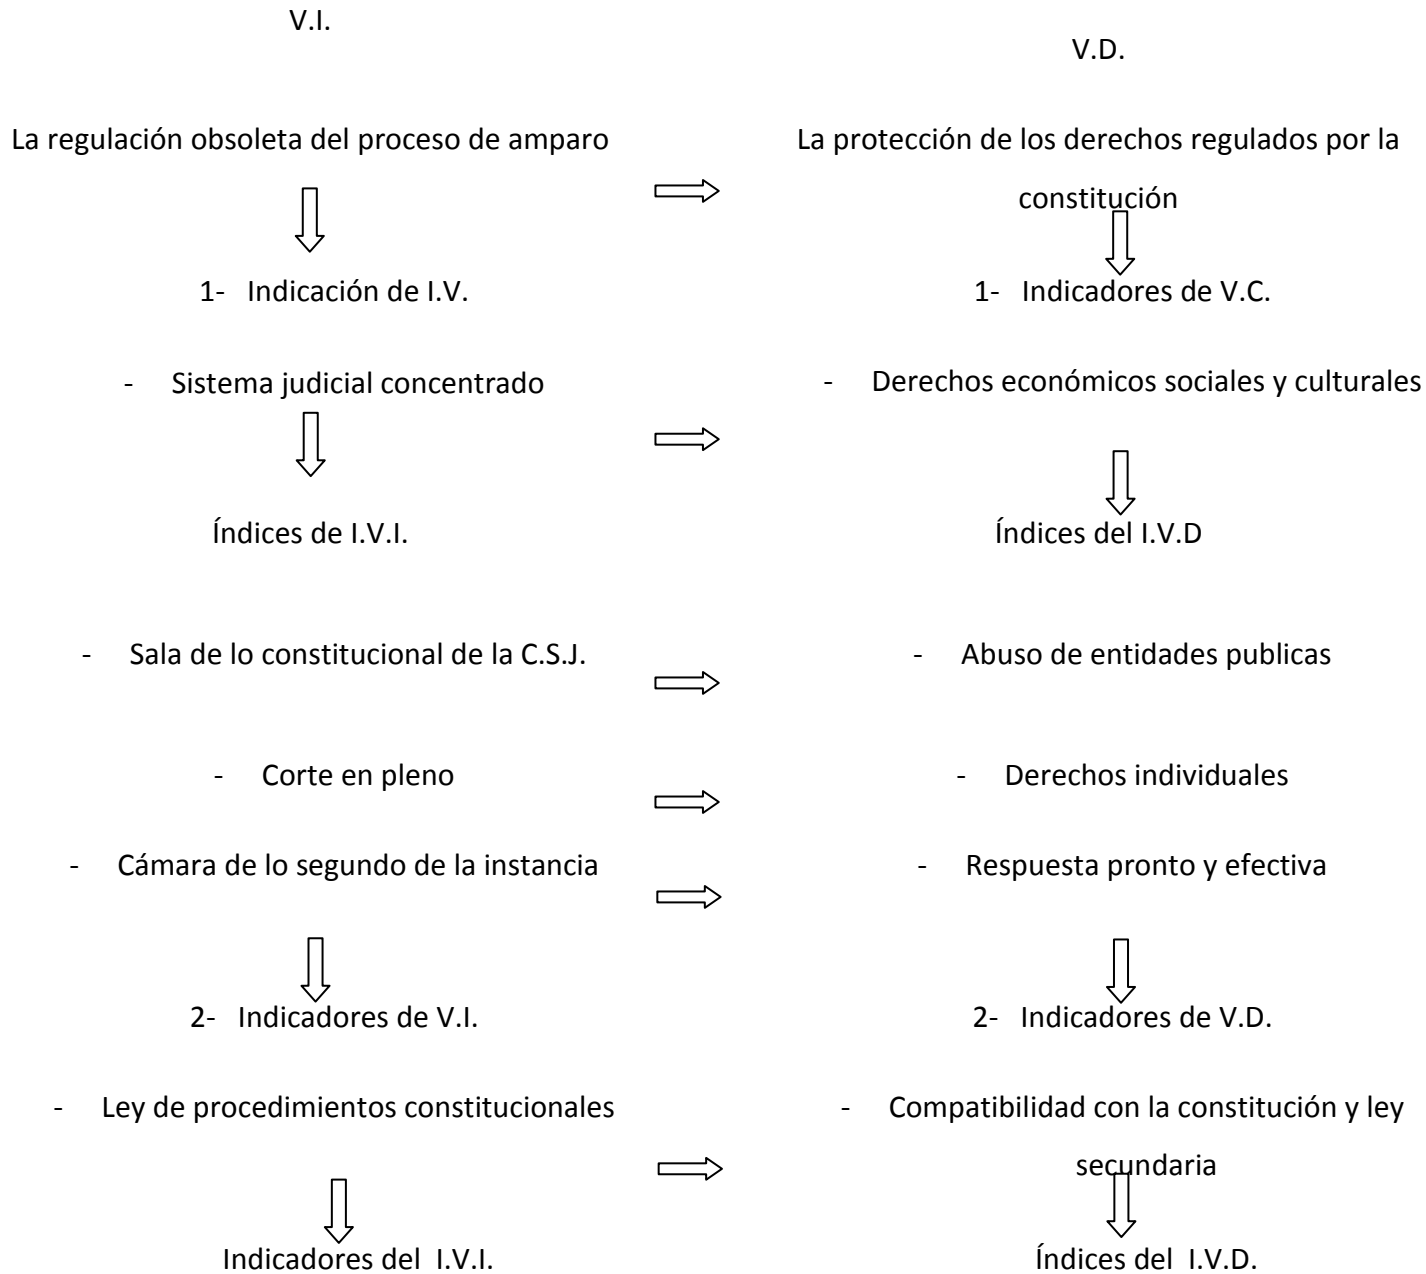 V.I.
V.D.
La regulación obsoleta del proceso de amparo
La protección de los derechos regulados por la
constitución
1- Indicación de I.V.
1- Indicadores de V.C.
- Sistema judicial concentrado
- Derechos económicos sociales y culturales
Índices de I.V.I.
Índices del I.V.D
- Sala de lo constitucional de la C.S.J.
- Abuso de entidades publicas
- Corte en pleno
- Derechos individuales
- Cámara de lo segundo de la instancia
- Respuesta pronto y efectiva
2- Indicadores de V.I.
2- Indicadores de V.D.
- Ley de procedimientos constitucionales
- Compatibilidad con la constitución y ley
secundaria
Indicadores del I.V.I.
Índices del I.V.D.